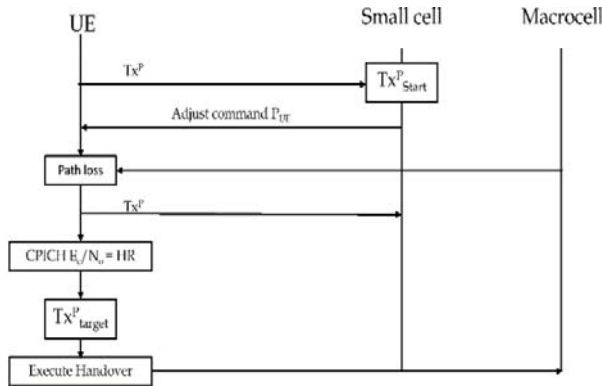 UE Small cell Macrocell
Tx^P
Tx^P_Start
Adjust command P_UE
Path loss
Tx^P
CPICH E_c/N_o = HR
Tx^P_target
Execute Handover